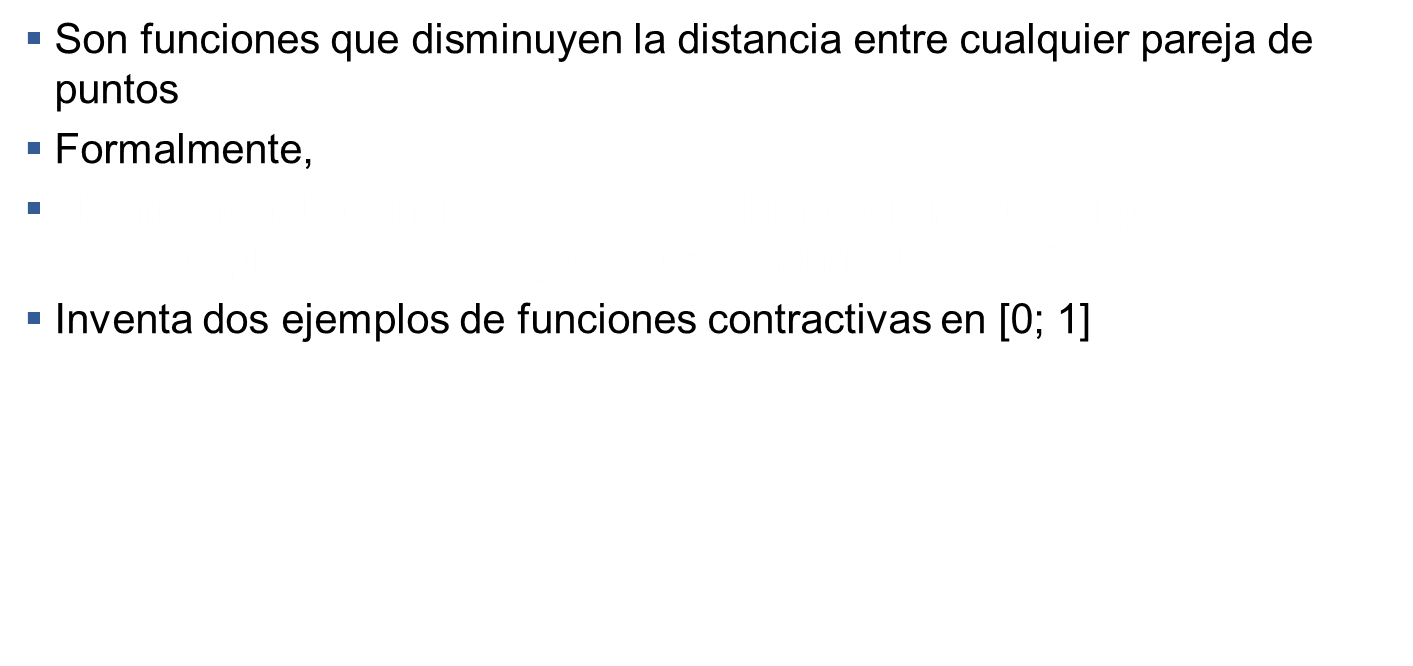 Son funciones que disminuyen la distancia entre cualquier pareja de
puntos
Formalmente,
Inventa dos ejemplos de funciones contractivas en [0; 1]